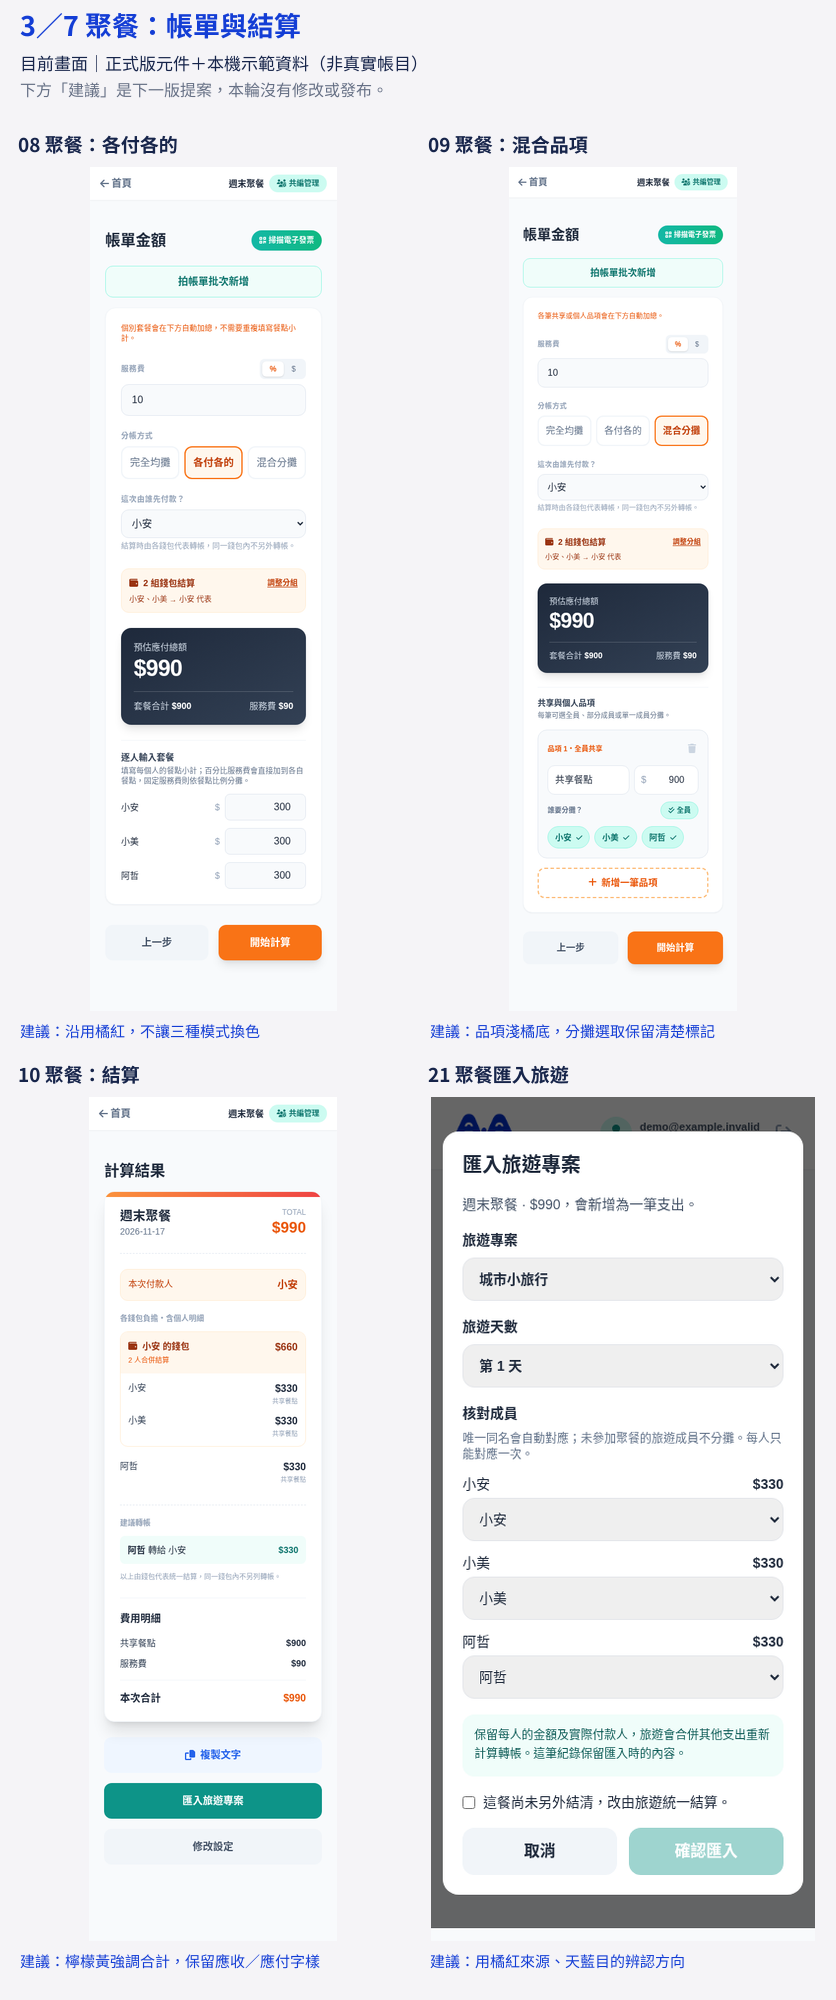 3／7 聚餐：帳單與結算
目前畫面｜正式版元件＋本機示範資料（非真實帳目）
下方「建議」是下一版提案，本輪沒有修改或發布。
08 聚餐：各付各的
← 首頁
週末聚餐
共編管理
帳單金額
掃描電子發票
拍帳單批次新增
個別套餐會在下方自動加總，不需要重複填寫餐點小
計。
服務費
% $
10
分帳方式
完全均攤
各付各的
混合分攤
這次由誰先付款？
小安
結算時由各錢包代表轉帳，同一錢包內不另外轉帳。
2 組錢包結算
調整分組
小安、小美 → 小安 代表
預估應付總額
$990
套餐合計 $900
服務費 $90
逐人輸入套餐
填寫每個人的餐點小計；百分比服務費會直接加到各自
餐點，固定服務費則依餐點比例分攤。
小安 $ 300
小美 $ 300
阿哲 $ 300
上一步
開始計算
建議：沿用橘紅，不讓三種模式換色
09 聚餐：混合品項
← 首頁
週末聚餐
共編管理
帳單金額
掃描電子發票
拍帳單批次新增
各筆共享或個人品項會在下方自動加總。
服務費
% $
10
分帳方式
完全均攤
各付各的
混合分攤
這次由誰先付款？
小安
結算時由各錢包代表轉帳，同一錢包內不另外轉帳。
2 組錢包結算
調整分組
小安、小美 → 小安 代表
預估應付總額
$990
套餐合計 $900
服務費 $90
共享與個人品項
每筆可選全員、部分成員或單一成員分攤。
品項 1・全員共享
共享餐點
$ 900
誰要分攤？
全員
小安 ✓
小美 ✓
阿哲 ✓
＋ 新增一筆品項
上一步
開始計算
建議：品項淺橘底，分攤選取保留清楚標記
10 聚餐：結算
← 首頁
週末聚餐
共編管理
計算結果
週末聚餐
2026-11-17
TOTAL
$990
本次付款人
小安
各錢包負擔・含個人明細
小安 的錢包
$660
2 人合併結算
小安
$330
共享餐點
小美
$330
共享餐點
阿哲
$330
共享餐點
建議轉帳
阿哲 轉給 小安
$330
以上由錢包代表統一結算，同一錢包內不另列轉帳。
費用明細
共享餐點
$900
服務費
$90
本次合計
$990
複製文字
匯入旅遊專案
修改設定
建議：檸檬黃強調合計，保留應收／應付字樣
21 聚餐匯入旅遊
demo@example.invalid
匯入旅遊專案
週末聚餐 · $990，會新增為一筆支出。
旅遊專案
城市小旅行
旅遊天數
第 1 天
核對成員
唯一同名會自動對應；未參加聚餐的旅遊成員不分攤。每人只
能對應一次。
小安
$330
小安
小美
$330
小美
阿哲
$330
阿哲
保留每人的金額及實際付款人，旅遊會合併其他支出重新
計算轉帳。這筆紀錄保留匯入時的內容。
這餐尚未另外結清，改由旅遊統一結算。
取消
確認匯入
建議：用橘紅來源、天藍目的辨認方向